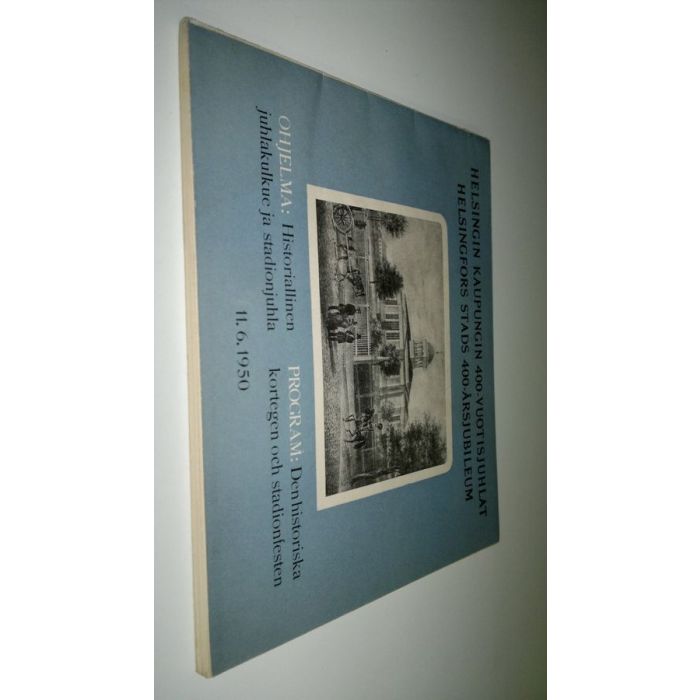 HELSINGIN KAUPUNGIN 400-VUOTISJUHLAT
HELSINGFORS STADS 400-ÅRSJUBILEUM
OHJELMA: Historiallinen
juhlakulkue ja stadionjuhla
PROGRAM: Den historiska
kortegen och stadionfesten
11.6.1950